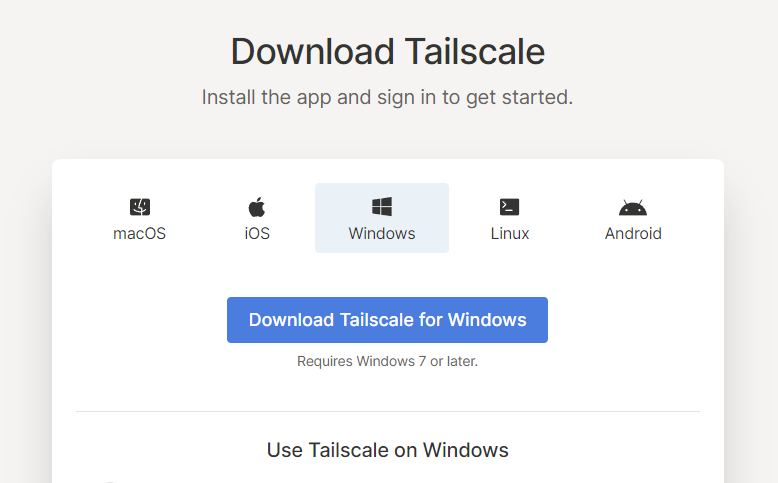 Download Tailscale
Install the app and sign in to get started.
macOS
iOS
Windows
Linux
Android
Download Tailscale for Windows
Requires Windows 7 or later.
Use Tailscale on Windows